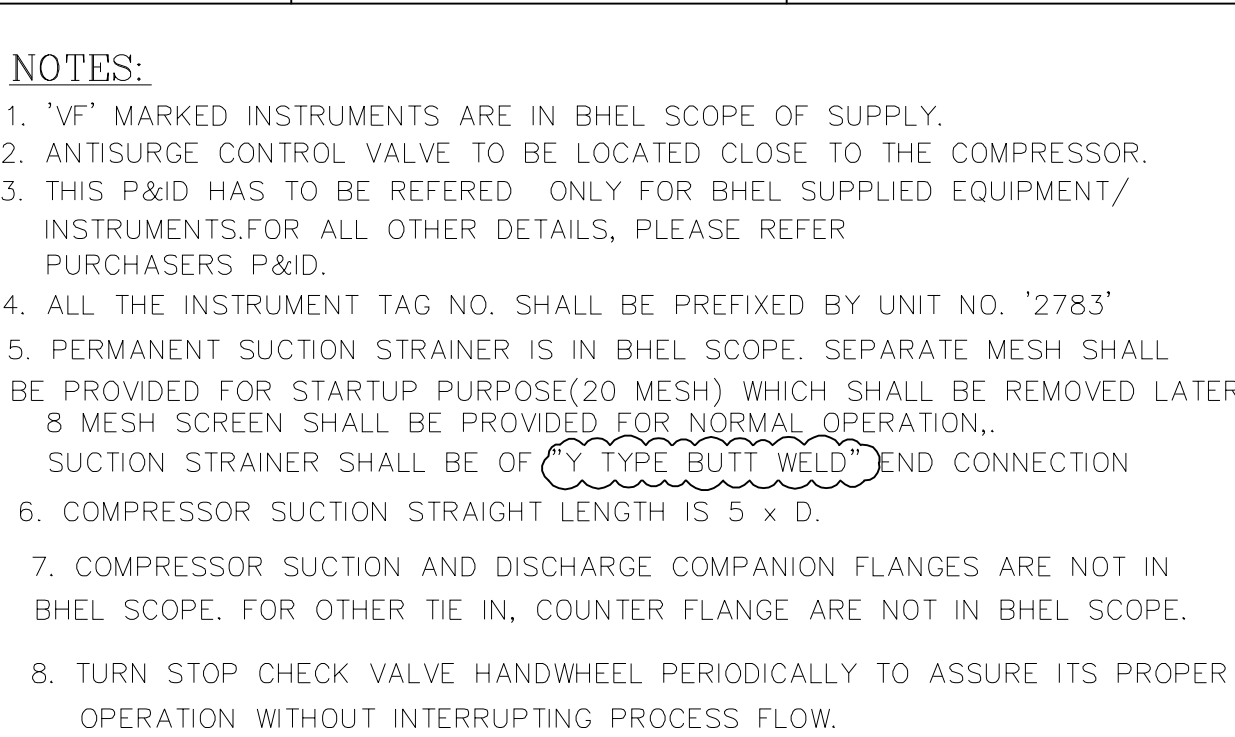 NOTES:
1. 'VF' MARKED INSTRUMENTS ARE IN BHEL SCOPE OF SUPPLY.
2. ANTISURGE CONTROL VALVE TO BE LOCATED CLOSE TO THE COMPRESSOR.
3. THIS P&ID HAS TO BE REFERED ONLY FOR BHEL SUPPLIED EQUIPMENT/
INSTRUMENTS.FOR ALL OTHER DETAILS, PLEASE REFER
PURCHASERS P&ID.
4. ALL THE INSTRUMENT TAG NO. SHALL BE PREFIXED BY UNIT NO. '2783'
5. PERMANENT SUCTION STRAINER IS IN BHEL SCOPE. SEPARATE MESH SHALL
BE PROVIDED FOR STARTUP PURPOSE(20 MESH) WHICH SHALL BE REMOVED LATER
8 MESH SCREEN SHALL BE PROVIDED FOR NORMAL OPERATION,.
SUCTION STRAINER SHALL BE OF "Y TYPE BUTT WELD" END CONNECTION
6. COMPRESSOR SUCTION STRAIGHT LENGTH IS 5 x D.
7. COMPRESSOR SUCTION AND DISCHARGE COMPANION FLANGES ARE NOT IN
BHEL SCOPE. FOR OTHER TIE IN, COUNTER FLANGE ARE NOT IN BHEL SCOPE.
8. TURN STOP CHECK VALVE HANDWHEEL PERIODICALLY TO ASSURE ITS PROPER
OPERATION WITHOUT INTERRUPTING PROCESS FLOW.